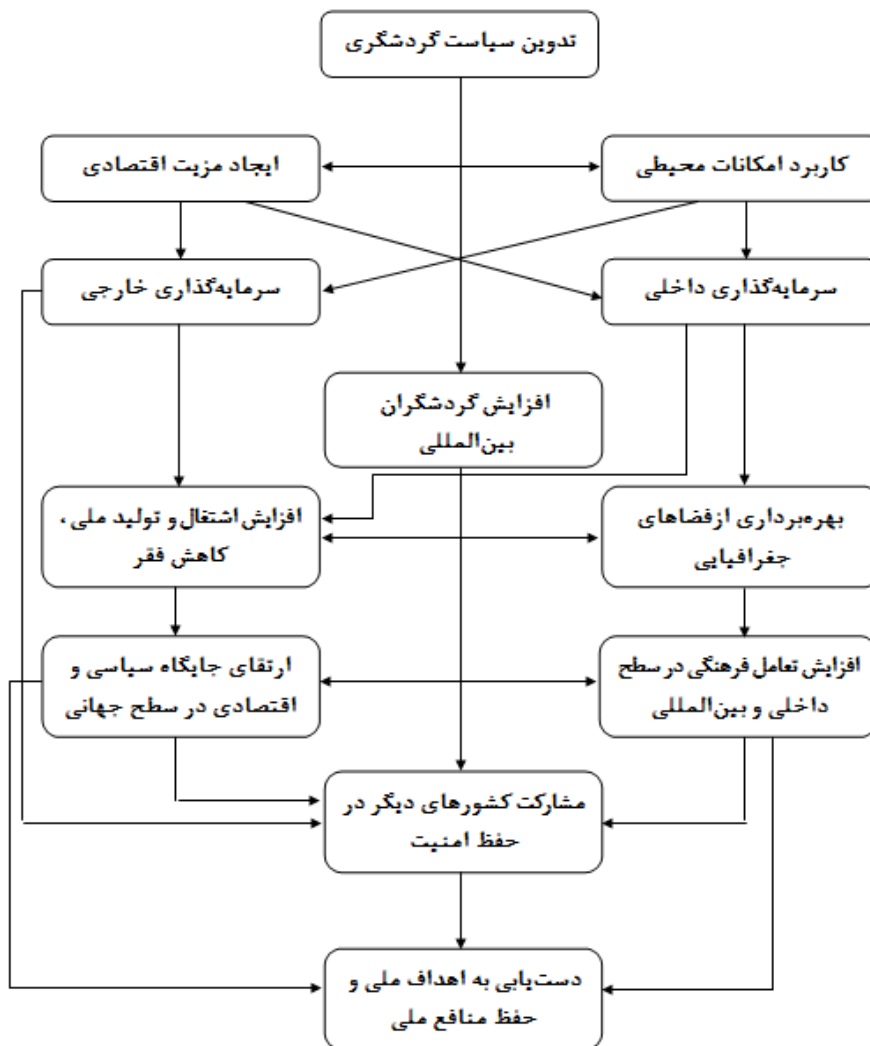 تدوین سیاست گردشگری
کاربرد امکانات محیطی
ایجاد مزیت اقتصادی
سرمایه‌گذاری داخلی
سرمایه‌گذاری خارجی
افزایش گردشگران
بین‌المللی
بهره‌برداری ازفضاهای
جغرافیایی
افزایش اشتغال و تولید ملی ،
کاهش فقر
افزایش تعامل فرهنگی در سطح
داخلی و بین‌المللی
ارتقای جایگاه سیاسی و
اقتصادی در سطح جهانی
مشارکت کشورهای دیگر در
حفظ امنیت
دست‌یابی به اهداف ملی و
حفظ منافع ملی